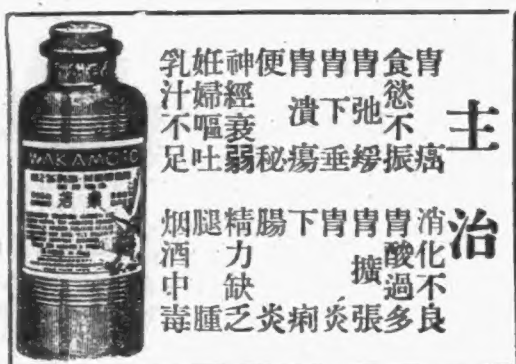 主治
胃癌
食慾不振
胃弛緩
胃下垂
胃潰瘍
便秘
神經衰弱
姙婦嘔吐
乳汁不足
消化不良
胃酸過多
胃擴張
胃炎
下痢
腸炎
精力缺乏
腿腫
烟酒中毒
WAKAMOTO